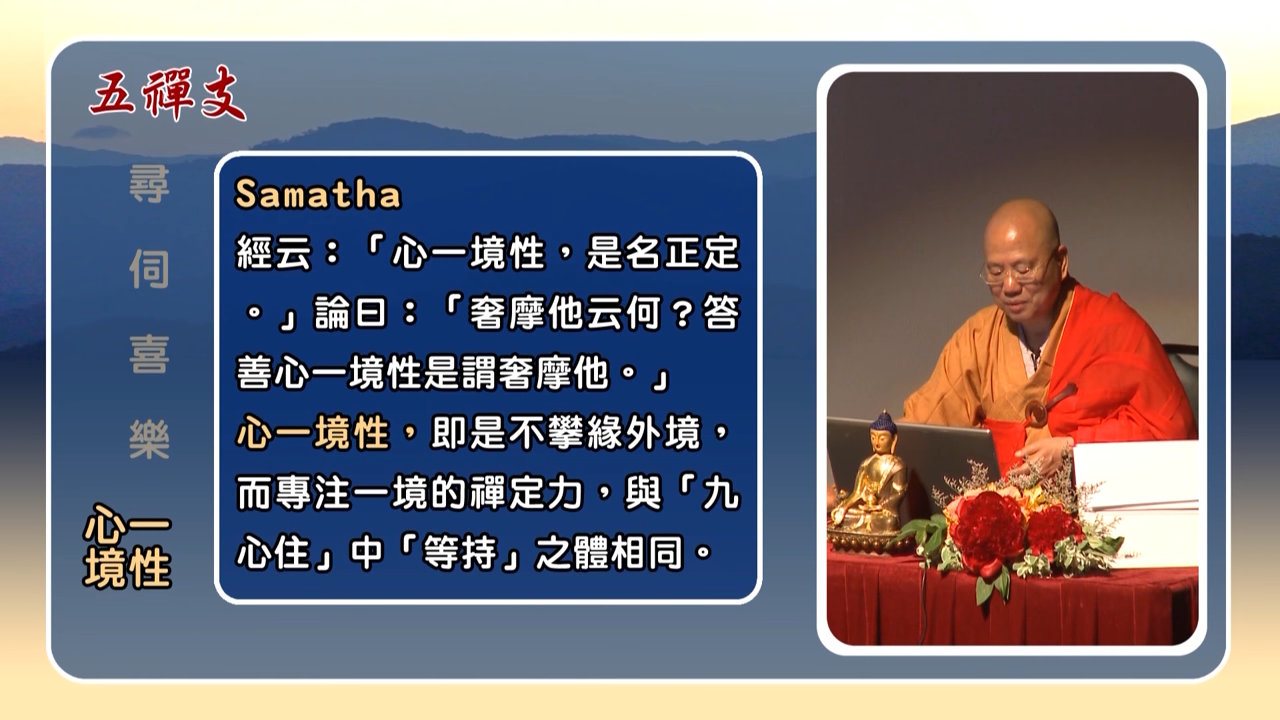 五禪支
尋
伺
喜
樂
心一
境性
Samatha
經云：「心一境性，是名正定
。」論曰：「奢摩他云何？答
善心一境性是謂奢摩他。」
心一境性，即是不攀緣外境，
而專注一境的禪定力，與「九
心住」中「等持」之體相同。